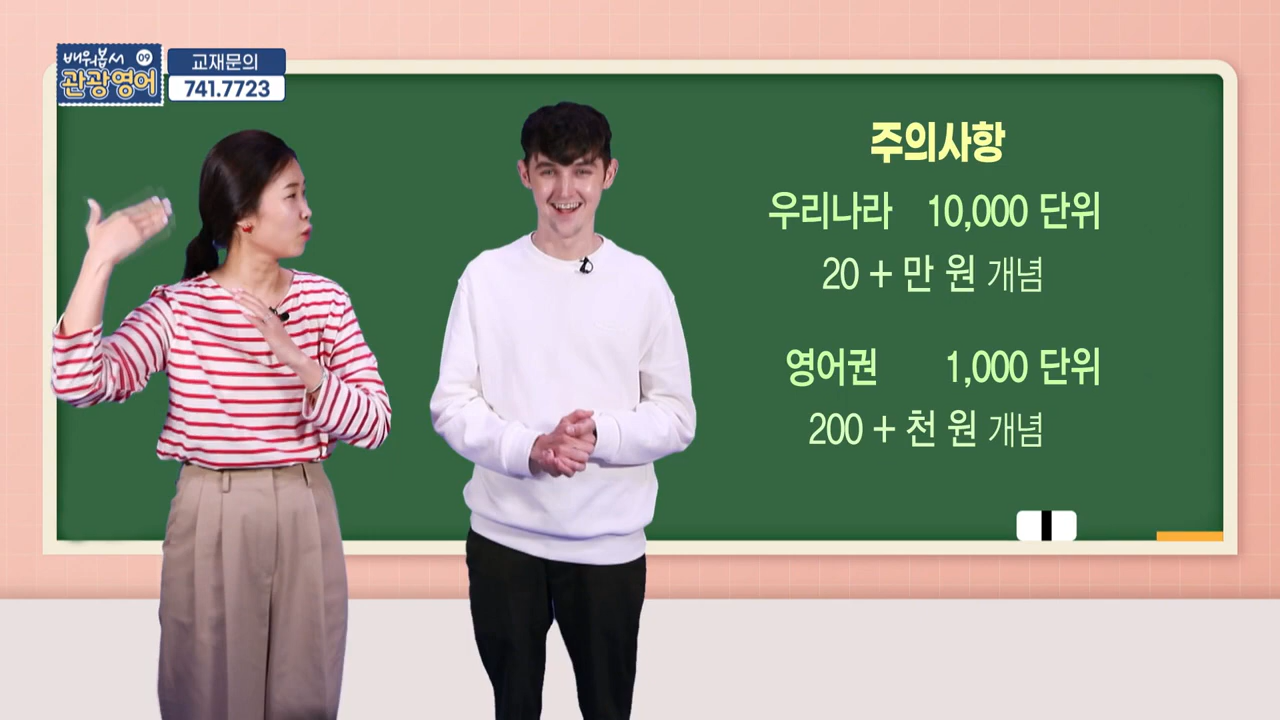 배워봅서 09
관광영어
교재문의
741.7723
주의사항
우리나라 10,000 단위
20 + 만 원 개념
영어권 1,000 단위
200 + 천 원 개념